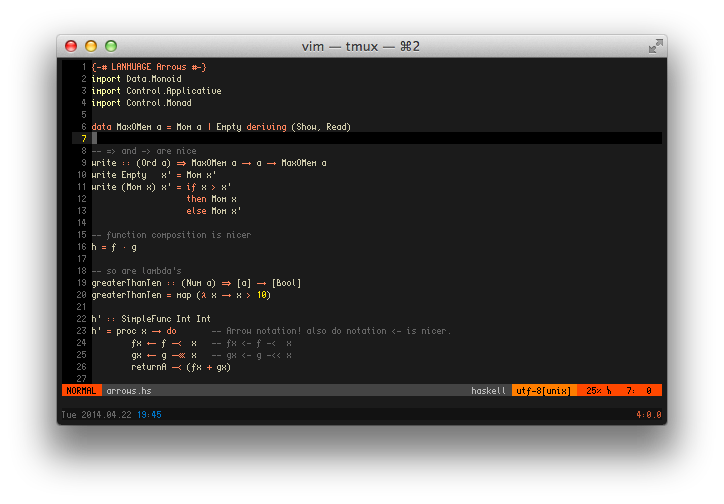 vim — tmux — ⌘2
1 {-# LANHUAGE Arrows #-}
2 import Data.Monoid
3 import Control.Applicative
4 import Control.Monad
5
6 data MaxOMem a = Mom a | Empty deriving (Show, Read)
7
8 -- => and -> are nice
9 write :: (Ord a) ⇒ MaxOMem a → a → MaxOMem a
10 write Empty   x' = Mom x'
11 write (Mom x) x' = if x > x'
12                 then Mom x
13                 else Mom x'
14
15 -- function composition is nicer
16 h = f · g
17
18 -- so are lambda's
19 greaterThanTen :: (Num a) ⇒ [a] → [Bool]
20 greaterThanTen = map (λ x → x > 10)
21
22 h' :: SimpleFunc Int Int
23 h' = proc x → do      -- Arrow notation! also do notation <- is nicer.
24        fx ← f ⤙  x   -- fx <- f -<  x
25        gx ← g ⤛ x   -- gx <- g -<< x
26        returnA ⤙ (fx + gx)
27
NORMAL arrows.hs haskell utf-8[unix] 25% ␤ 7: 0
Tue 2014.04.22 19:45 4:0.0